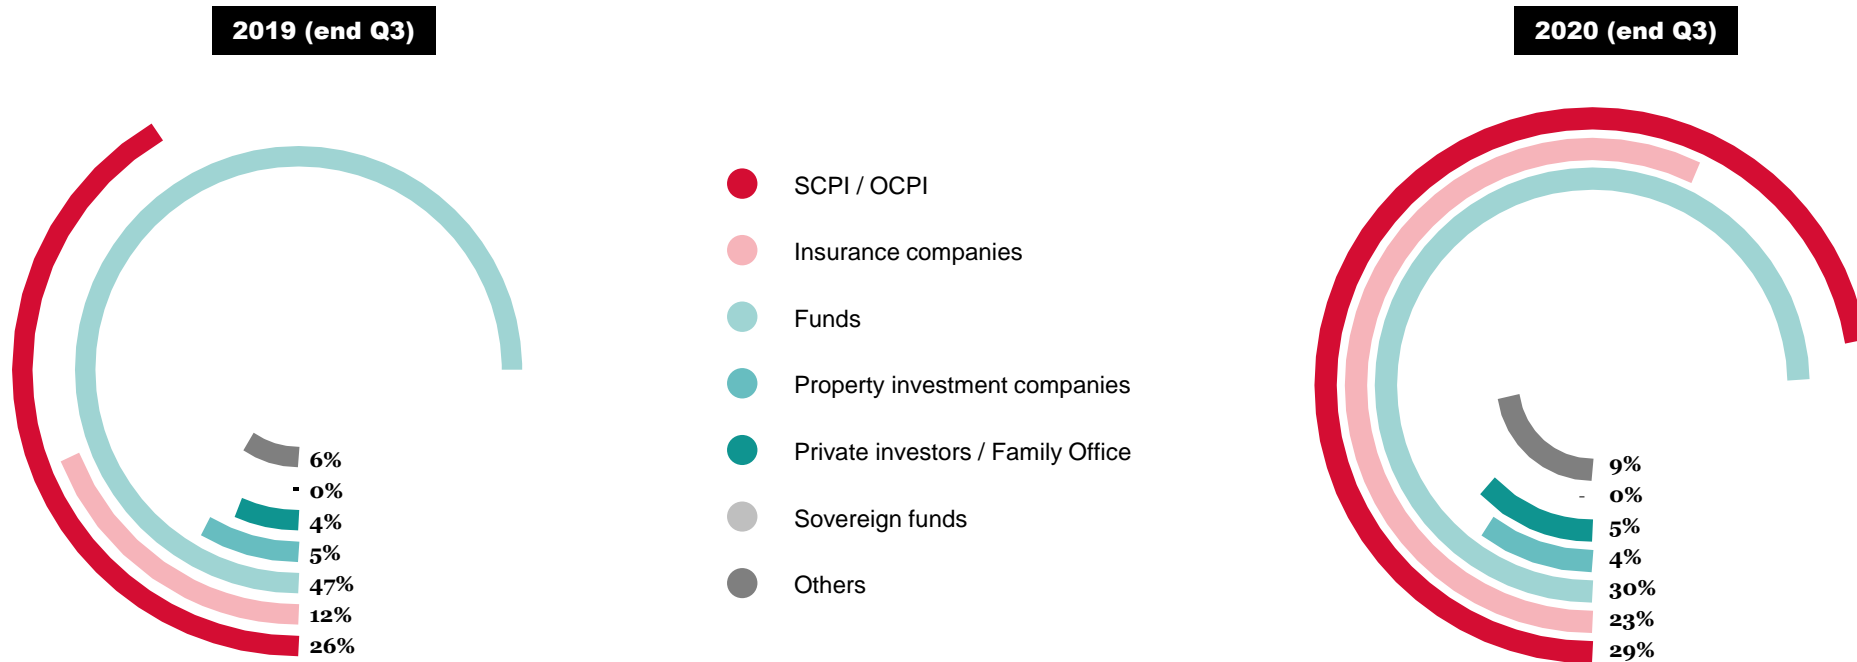 2019 (end Q3)
2020 (end Q3)
SCPI / OCPI
Insurance companies
Funds
Property investment companies
Private investors / Family Office
Sovereign funds
Others
6%
0%
4%
5%
47%
12%
26%
9%
0%
5%
4%
30%
23%
29%